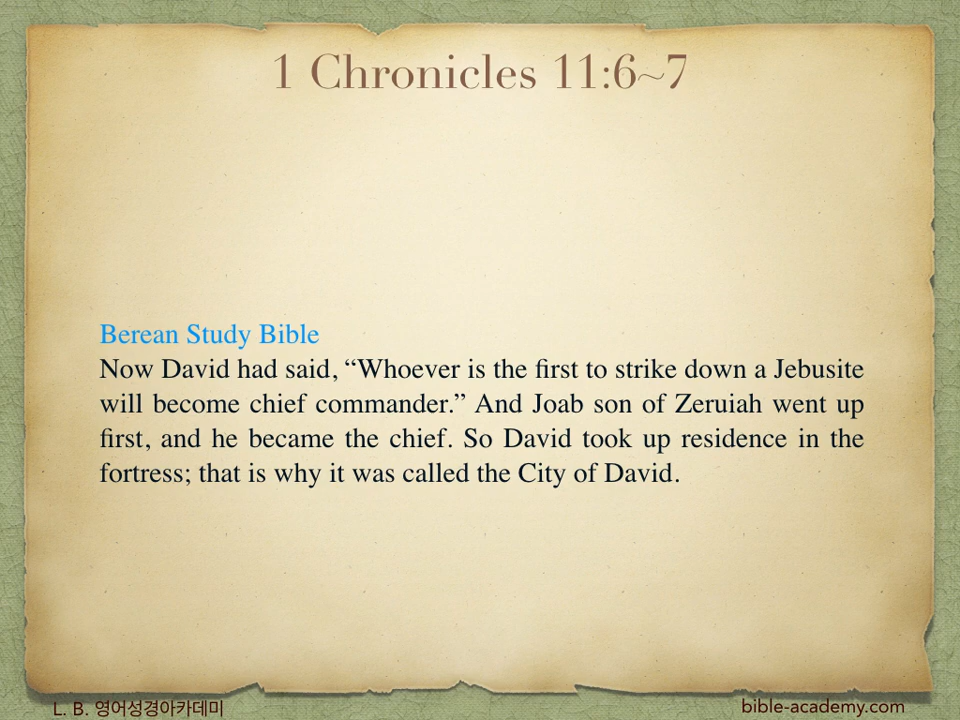 1 Chronicles 11:6~7
Berean Study Bible
Now David had said, “Whoever is the first to strike down a Jebusite
will become chief commander.” And Joab son of Zeruiah went up
first, and he became the chief. So David took up residence in the
fortress; that is why it was called the City of David.
L. B. 영어성경아카데미
bible-academy.com